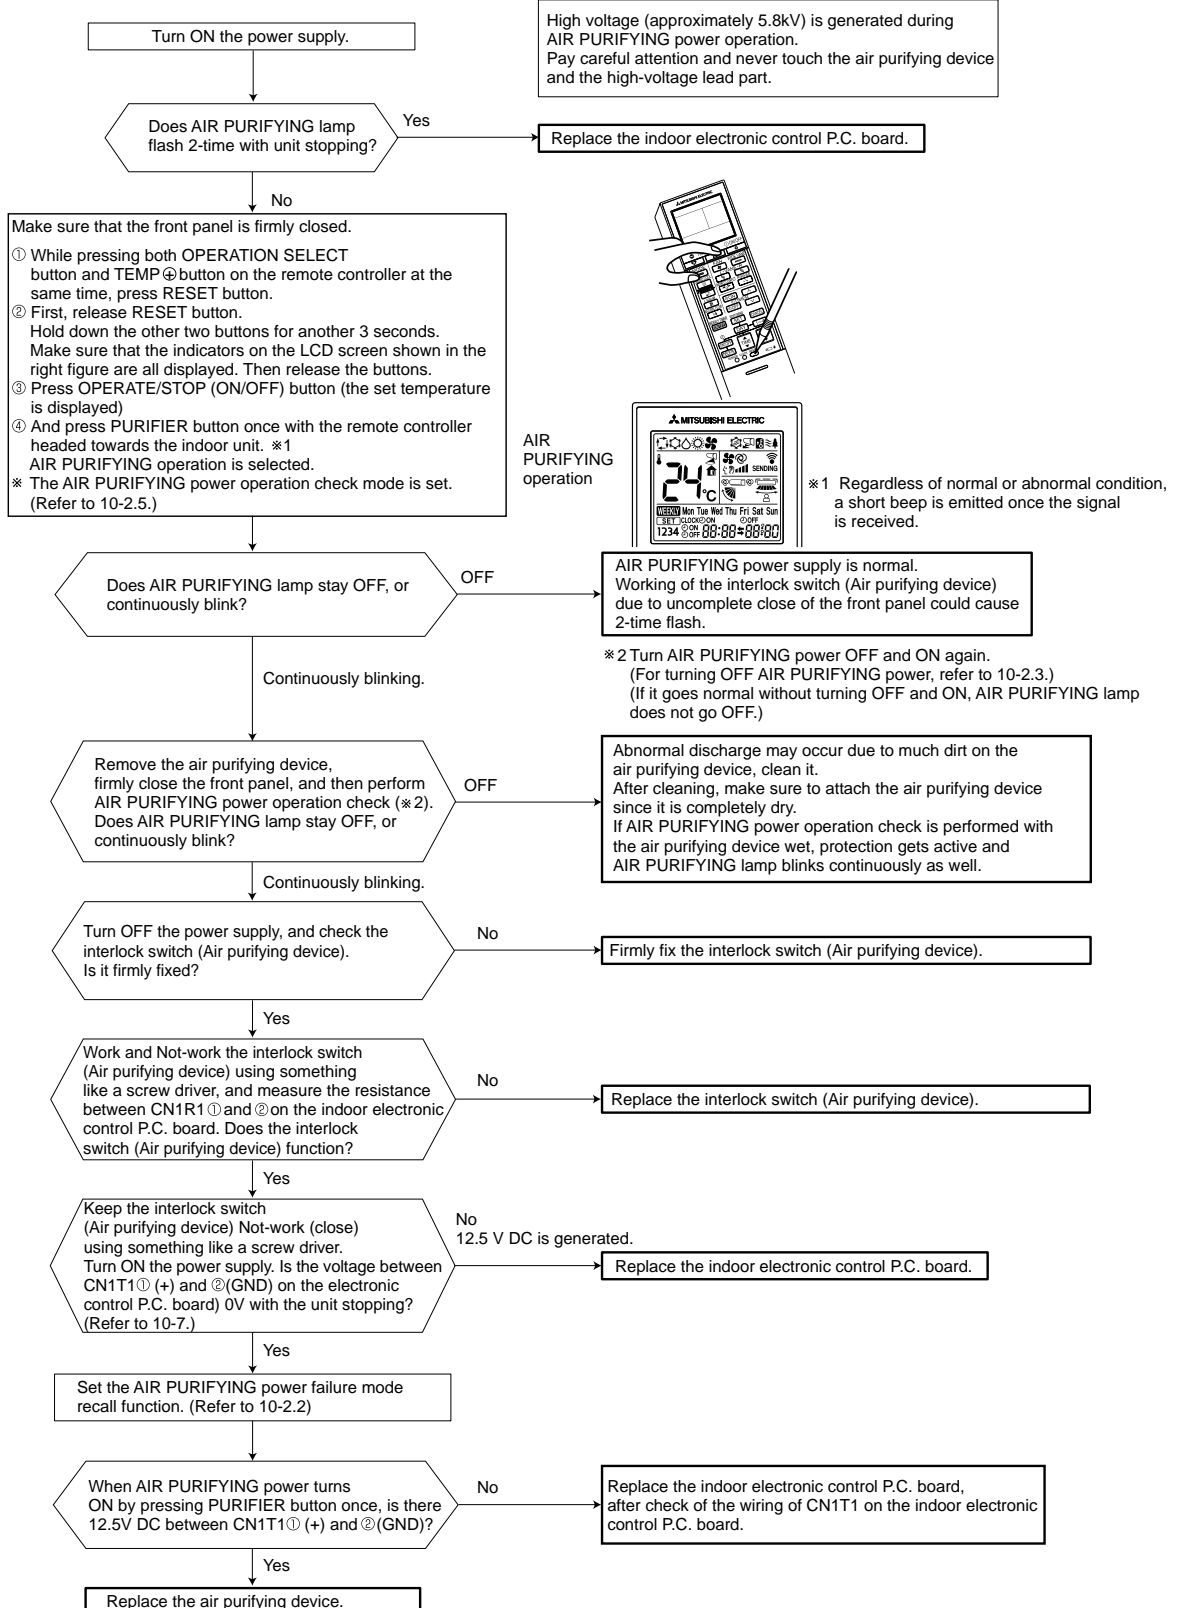 High voltage (approximately 5.8kV) is generated during
AIR PURIFYING power operation.
Pay careful attention and never touch the air purifying device
and the high-voltage lead part.
Turn ON the power supply.
Does AIR PURIFYING lamp
flash 2-time with unit stopping?
Yes
Replace the indoor electronic control P.C. board.
No
Make sure that the front panel is firmly closed.
① While pressing both OPERATION SELECT
button and TEMP ⊕ button on the remote controller at the
same time, press RESET button.
② First, release RESET button.
Hold down the other two buttons for another 3 seconds.
Make sure that the indicators on the LCD screen shown in the
right figure are all displayed. Then release the buttons.
③ Press OPERATE/STOP (ON/OFF) button (the set temperature
is displayed)
④ And press PURIFIER button once with the remote controller
headed towards the indoor unit. ※1
AIR PURIFYING operation is selected.
※ The AIR PURIFYING power operation check mode is set.
(Refer to 10-2.5.)
AIR
PURIFYING
operation
MITSUBISHI ELECTRIC
SENDING
24°C
WEEKLY Mon Tue Wed Thu Fri Sat Sun
SET CLOCK ON OFF
1234 ON OFF 88:88 88:80
※1 Regardless of normal or abnormal condition,
a short beep is emitted once the signal
is received.
Does AIR PURIFYING lamp stay OFF, or
continuously blink?
OFF
AIR PURIFYING power supply is normal.
Working of the interlock switch (Air purifying device)
due to uncomplete close of the front panel could cause
2-time flash.
Continuously blinking.
※2 Turn AIR PURIFYING power OFF and ON again.
(For turning OFF AIR PURIFYING power, refer to 10-2.3.)
(If it goes normal without turning OFF and ON, AIR PURIFYING lamp
does not go OFF.)
Remove the air purifying device,
firmly close the front panel, and then perform
AIR PURIFYING power operation check (※2).
Does AIR PURIFYING lamp stay OFF, or
continuously blink?
OFF
Abnormal discharge may occur due to much dirt on the
air purifying device, clean it.
After cleaning, make sure to attach the air purifying device
since it is completely dry.
If AIR PURIFYING power operation check is performed with
the air purifying device wet, protection gets active and
AIR PURIFYING lamp blinks continuously as well.
Continuously blinking.
Turn OFF the power supply, and check the
interlock switch (Air purifying device).
Is it firmly fixed?
No
Firmly fix the interlock switch (Air purifying device).
Yes
Work and Not-work the interlock switch
(Air purifying device) using something
like a screw driver, and measure the resistance
between CN1R1 ① and ② on the indoor electronic
control P.C. board. Does the interlock
switch (Air purifying device) function?
No
Replace the interlock switch (Air purifying device).
Yes
Keep the interlock switch
(Air purifying device) Not-work (close)
using something like a screw driver.
Turn ON the power supply. Is the voltage between
CN1T1① (+) and ②(GND) on the electronic
control P.C. board) 0V with the unit stopping?
(Refer to 10-7.)
No
12.5 V DC is generated.
Replace the indoor electronic control P.C. board.
Yes
Set the AIR PURIFYING power failure mode
recall function. (Refer to 10-2.2)
When AIR PURIFYING power turns
ON by pressing PURIFIER button once, is there
12.5V DC between CN1T1① (+) and ②(GND)?
No
Replace the indoor electronic control P.C. board,
after check of the wiring of CN1T1 on the indoor electronic
control P.C. board.
Yes
Replace the air purifying device.